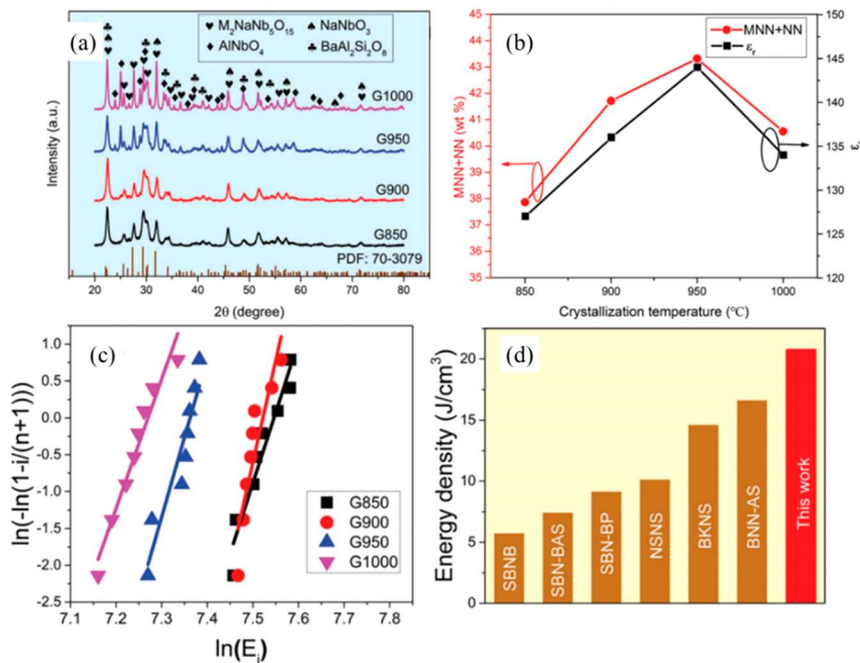 (a)
♥ M₂NaNb₅O₁₅ ♠ NaNbO₃
♦ AlNbO₄ ♣ BaAl₂Si₂O₈
G1000
G950
G900
G850
PDF: 70-3079
Intensity (a.u.)
20 30 40 50 60 70 80
2θ (degree)
(b)
MNN+NN
εᵣ
MNN+NN (wt %)
45
44
43
42
41
40
39
38
37
36
35
150
145
140
135
130
125
120
εᵣ
850 900 950 1000
Crystallization temperature (℃)
(c)
ln(-ln(1-i/(n+1)))
1.0
0.5
0.0
-0.5
-1.0
-1.5
-2.0
-2.5
G850
G900
G950
G1000
7.1 7.2 7.3 7.4 7.5 7.6 7.7
ln(Eᵢ)
(d)
Energy density (J/cm³)
20
15
10
5
0
SBNB
SBN-BAS
SBN-BP
NSNS
BKNS
BNN-AS
This work